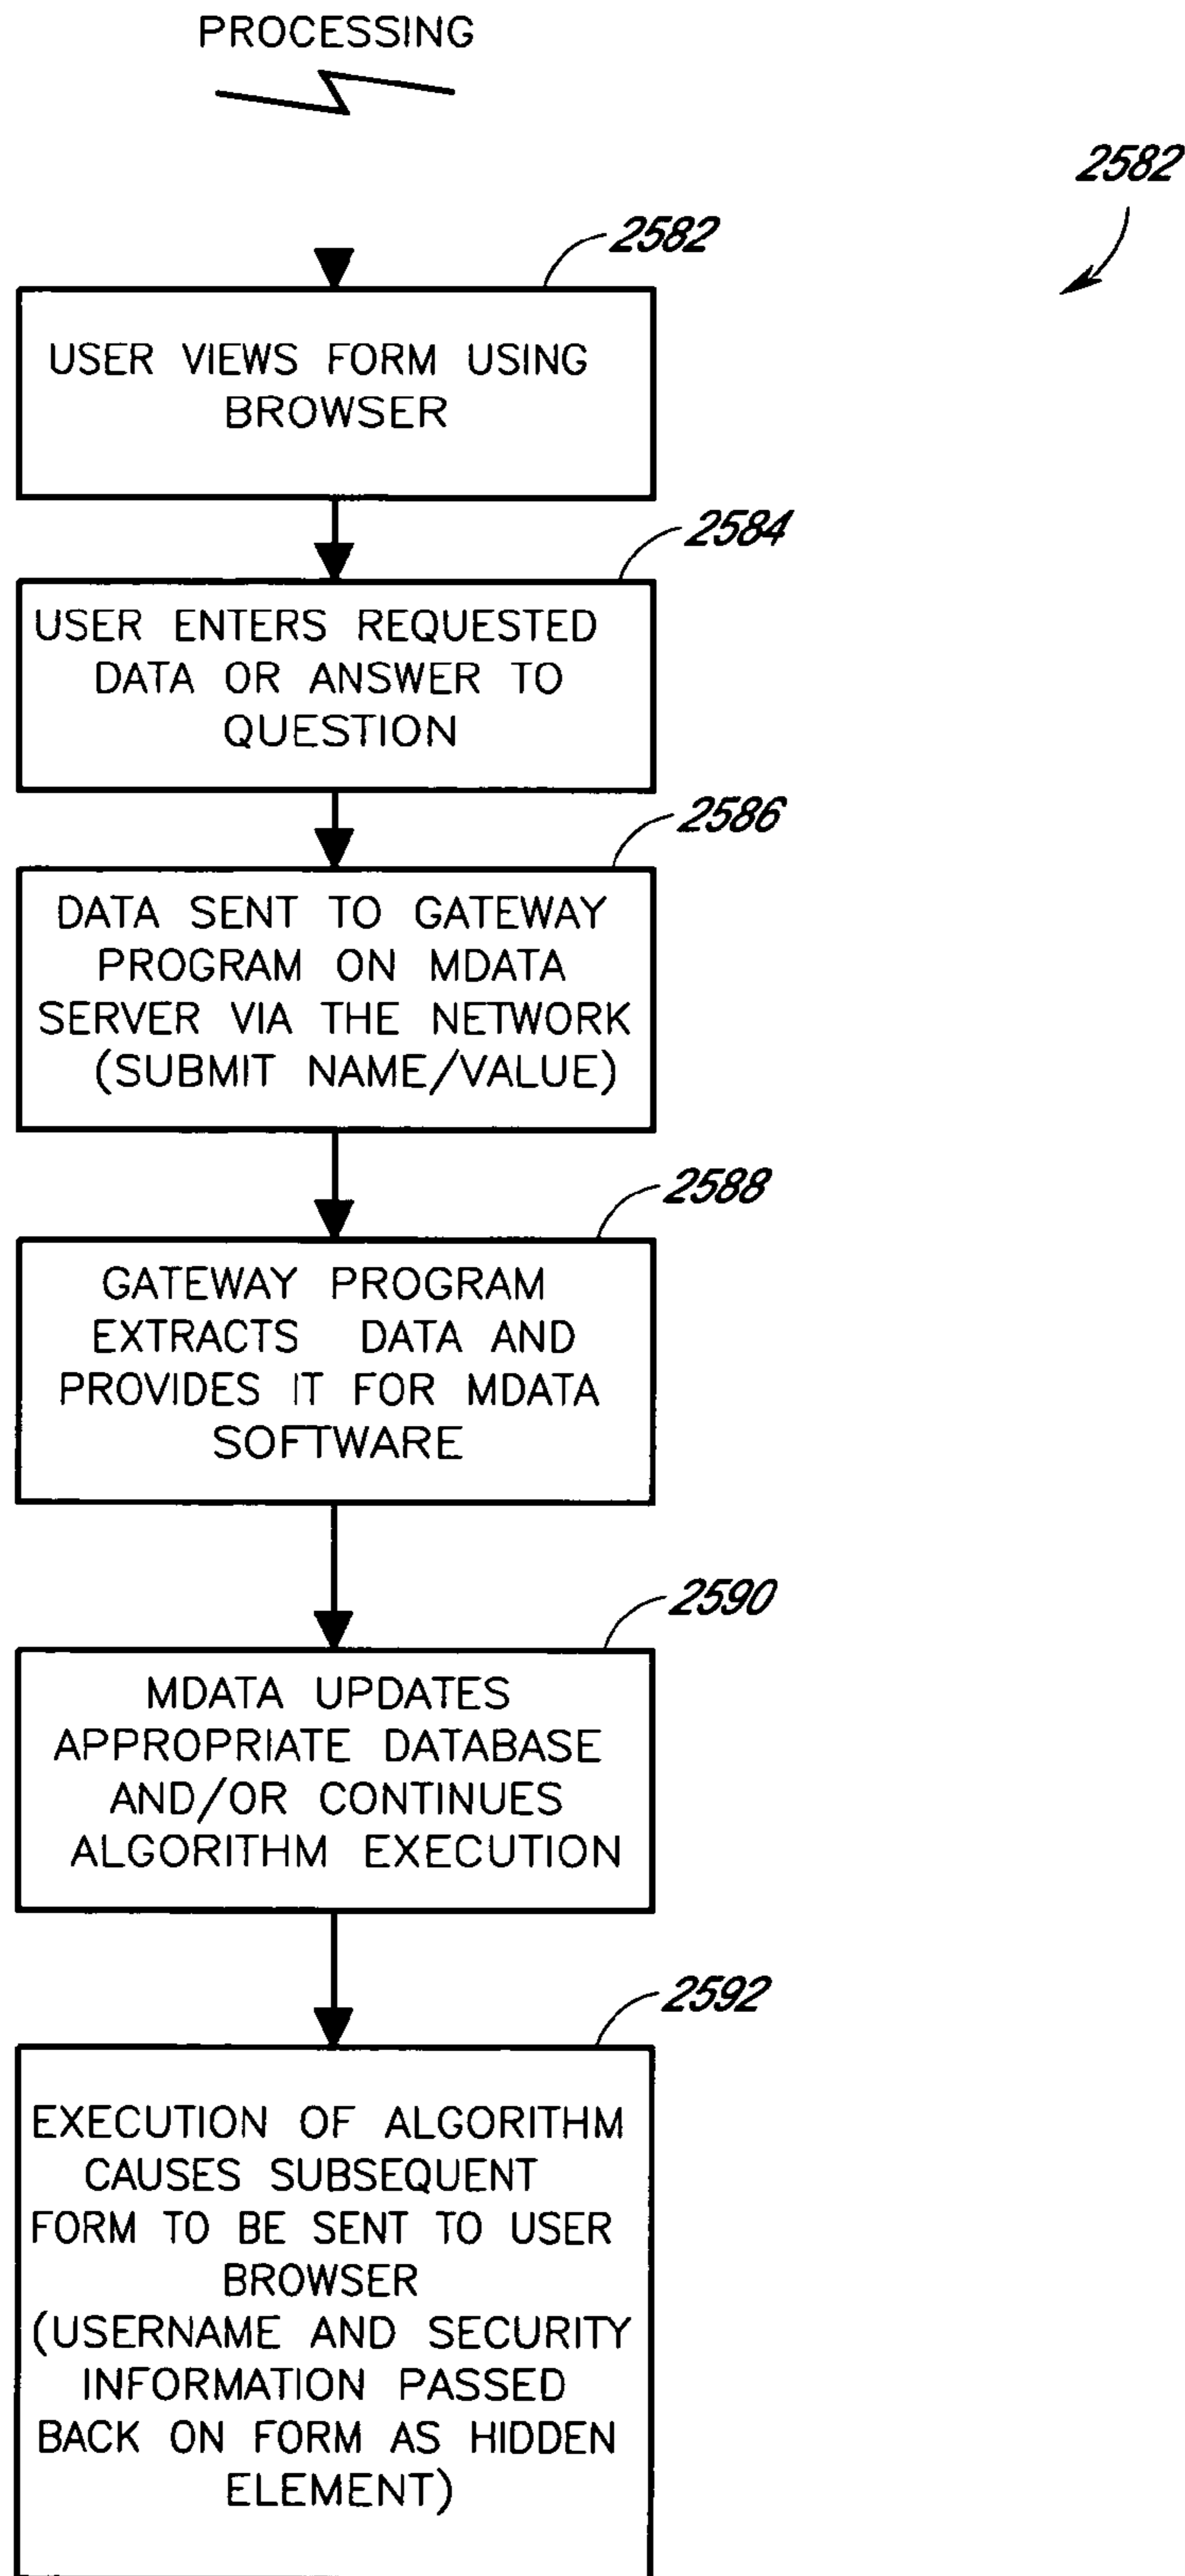 PROCESSING
2582
2582
USER VIEWS FORM USING
BROWSER
2584
USER ENTERS REQUESTED
DATA OR ANSWER TO
QUESTION
2586
DATA SENT TO GATEWAY
PROGRAM ON MDATA
SERVER VIA THE NETWORK
(SUBMIT NAME/VALUE)
2588
GATEWAY PROGRAM
EXTRACTS DATA AND
PROVIDES IT FOR MDATA
SOFTWARE
2590
MDATA UPDATES
APPROPRIATE DATABASE
AND/OR CONTINUES
ALGORITHM EXECUTION
2592
EXECUTION OF ALGORITHM
CAUSES SUBSEQUENT
FORM TO BE SENT TO USER
BROWSER
(USERNAME AND SECURITY
INFORMATION PASSED
BACK ON FORM AS HIDDEN
ELEMENT)